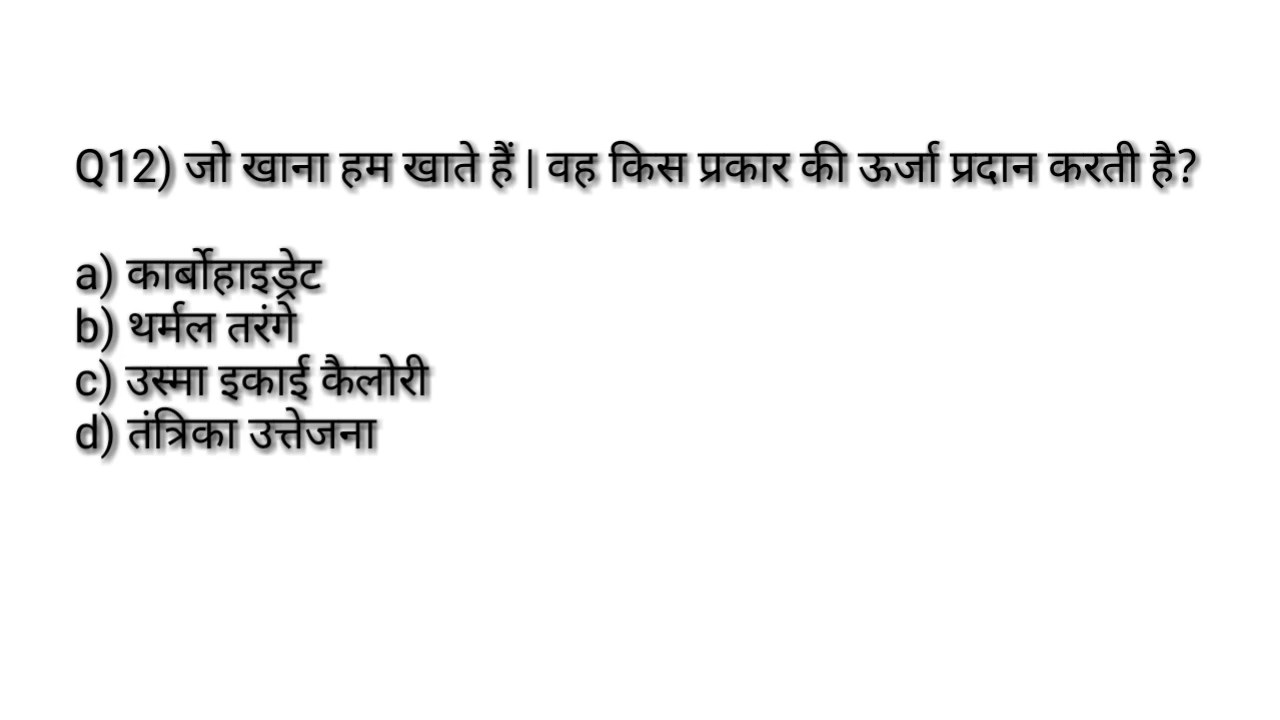 Q12) जो खाना हम खाते हैं | वह किस प्रकार की ऊर्जा प्रदान करती है?
a) कार्बोहाइड्रेट
b) थर्मल तरंगे
c) उस्मा इकाई कैलोरी
d) तंत्रिका उत्तेजना